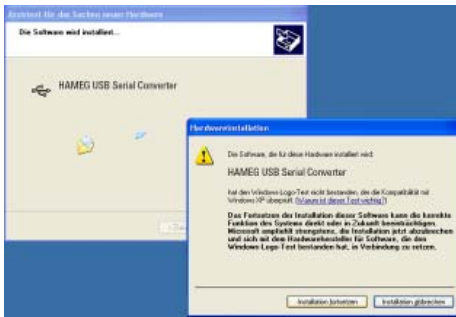 Assistent für das Suchen neuer Hardware
Die Software wird installiert...
HAMEG USB Serial Converter
Hardwareinstallation
Die Software, die für diese Hardware installiert wird:
HAMEG USB Serial Converter
hat den Windows-Logo-Test nicht bestanden, der die Kompatibilität mit
Windows XP überprüft. (Warum ist dieser Test wichtig?)
Das Fortsetzen der Installation dieser Software kann die korrekte
Funktion des Systems direkt oder in Zukunft beeinträchtigen.
Microsoft empfiehlt strengstens, die Installation jetzt abzubrechen
und sich mit dem Hardwarehersteller für Software, die den
Windows-Logo-Test bestanden hat, in Verbindung zu setzen.
Installation fortsetzen
Installation abbrechen